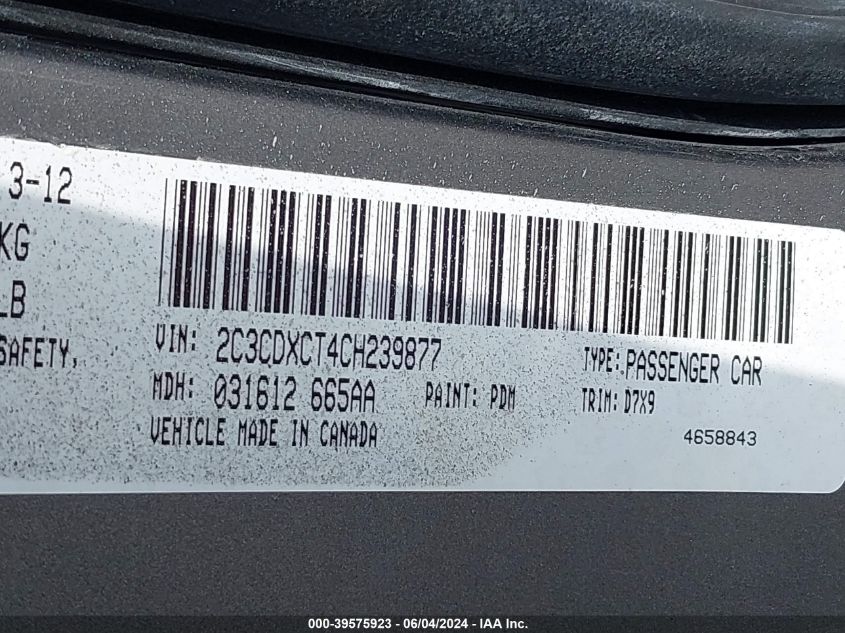 3-12
KG
LB
SAFETY,
VIN: 2C3CDXCT4CH239877
TYPE: PASSENGER CAR
MDH: 031612 665AA
PAINT: PDM
TRIM: D7X9
VEHICLE MADE IN CANADA
4658843
000-39575923 - 06/04/2024 - IAA Inc.